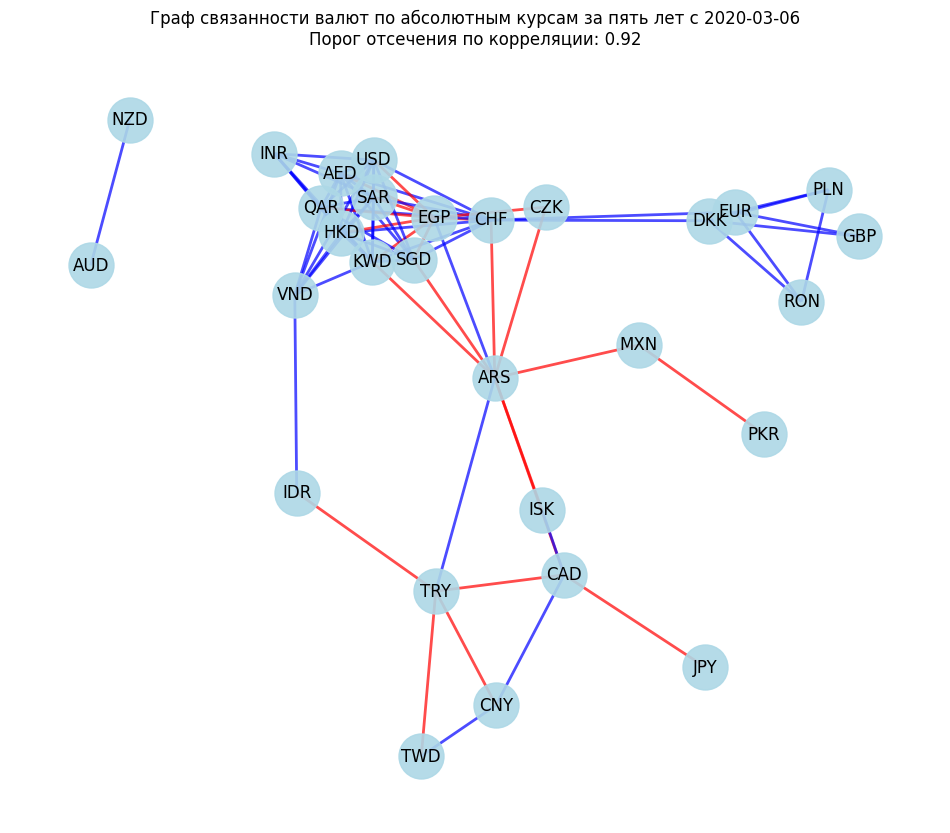 Граф связанности валют по абсолютным курсам за пять лет с 2020-03-06
Порог отсечения по корреляции: 0.92
NZD
INR
USD
AED
SAR
QAR
EGP
CHF
CZK
HKD
KWD
SGD
VND
AUD
PLN
EUR
DKK
GBP
RON
MXN
ARS
PKR
IDR
ISK
CAD
TRY
JPY
CNY
TWD